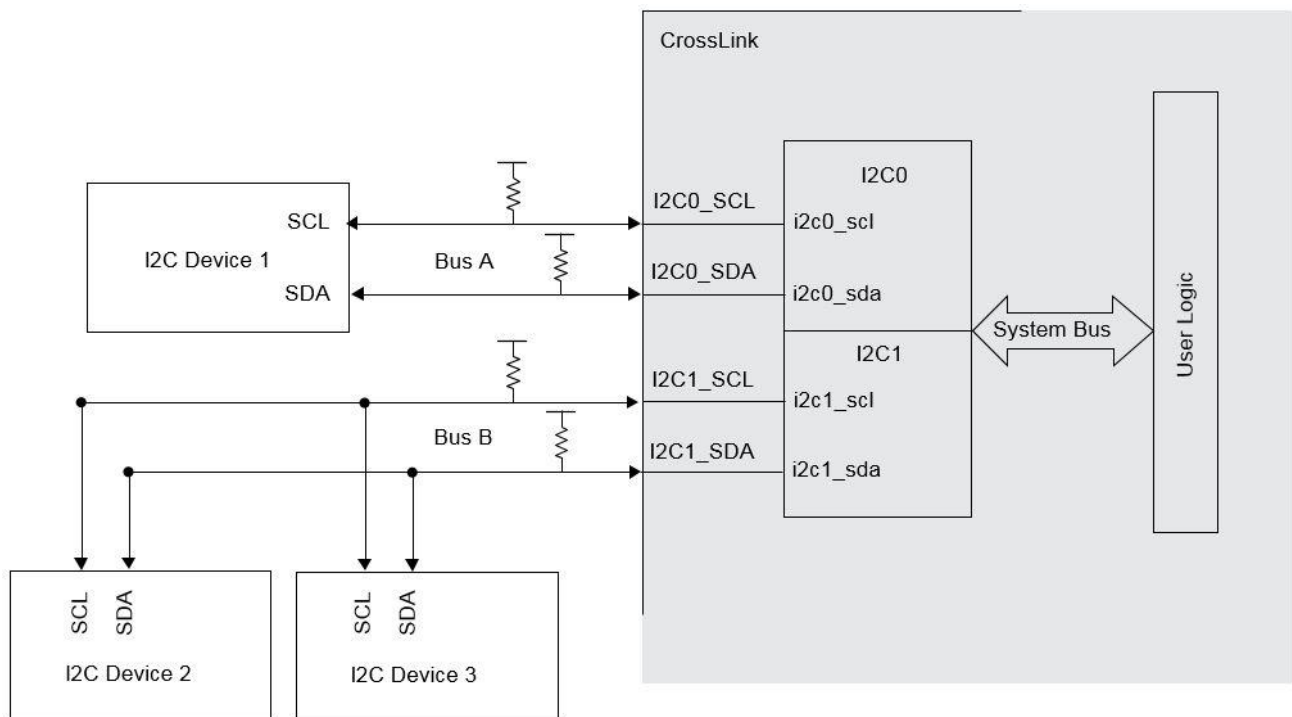 CrossLink
I2C0
I2C0_SCL
SCL
i2c0_scl
I2C Device 1
Bus A
I2C0_SDA
SDA
i2c0_sda
System Bus
User Logic
I2C1
I2C1_SCL
i2c1_scl
Bus B
I2C1_SDA
i2c1_sda
SCL
SDA
SCL
SDA
I2C Device 2
I2C Device 3